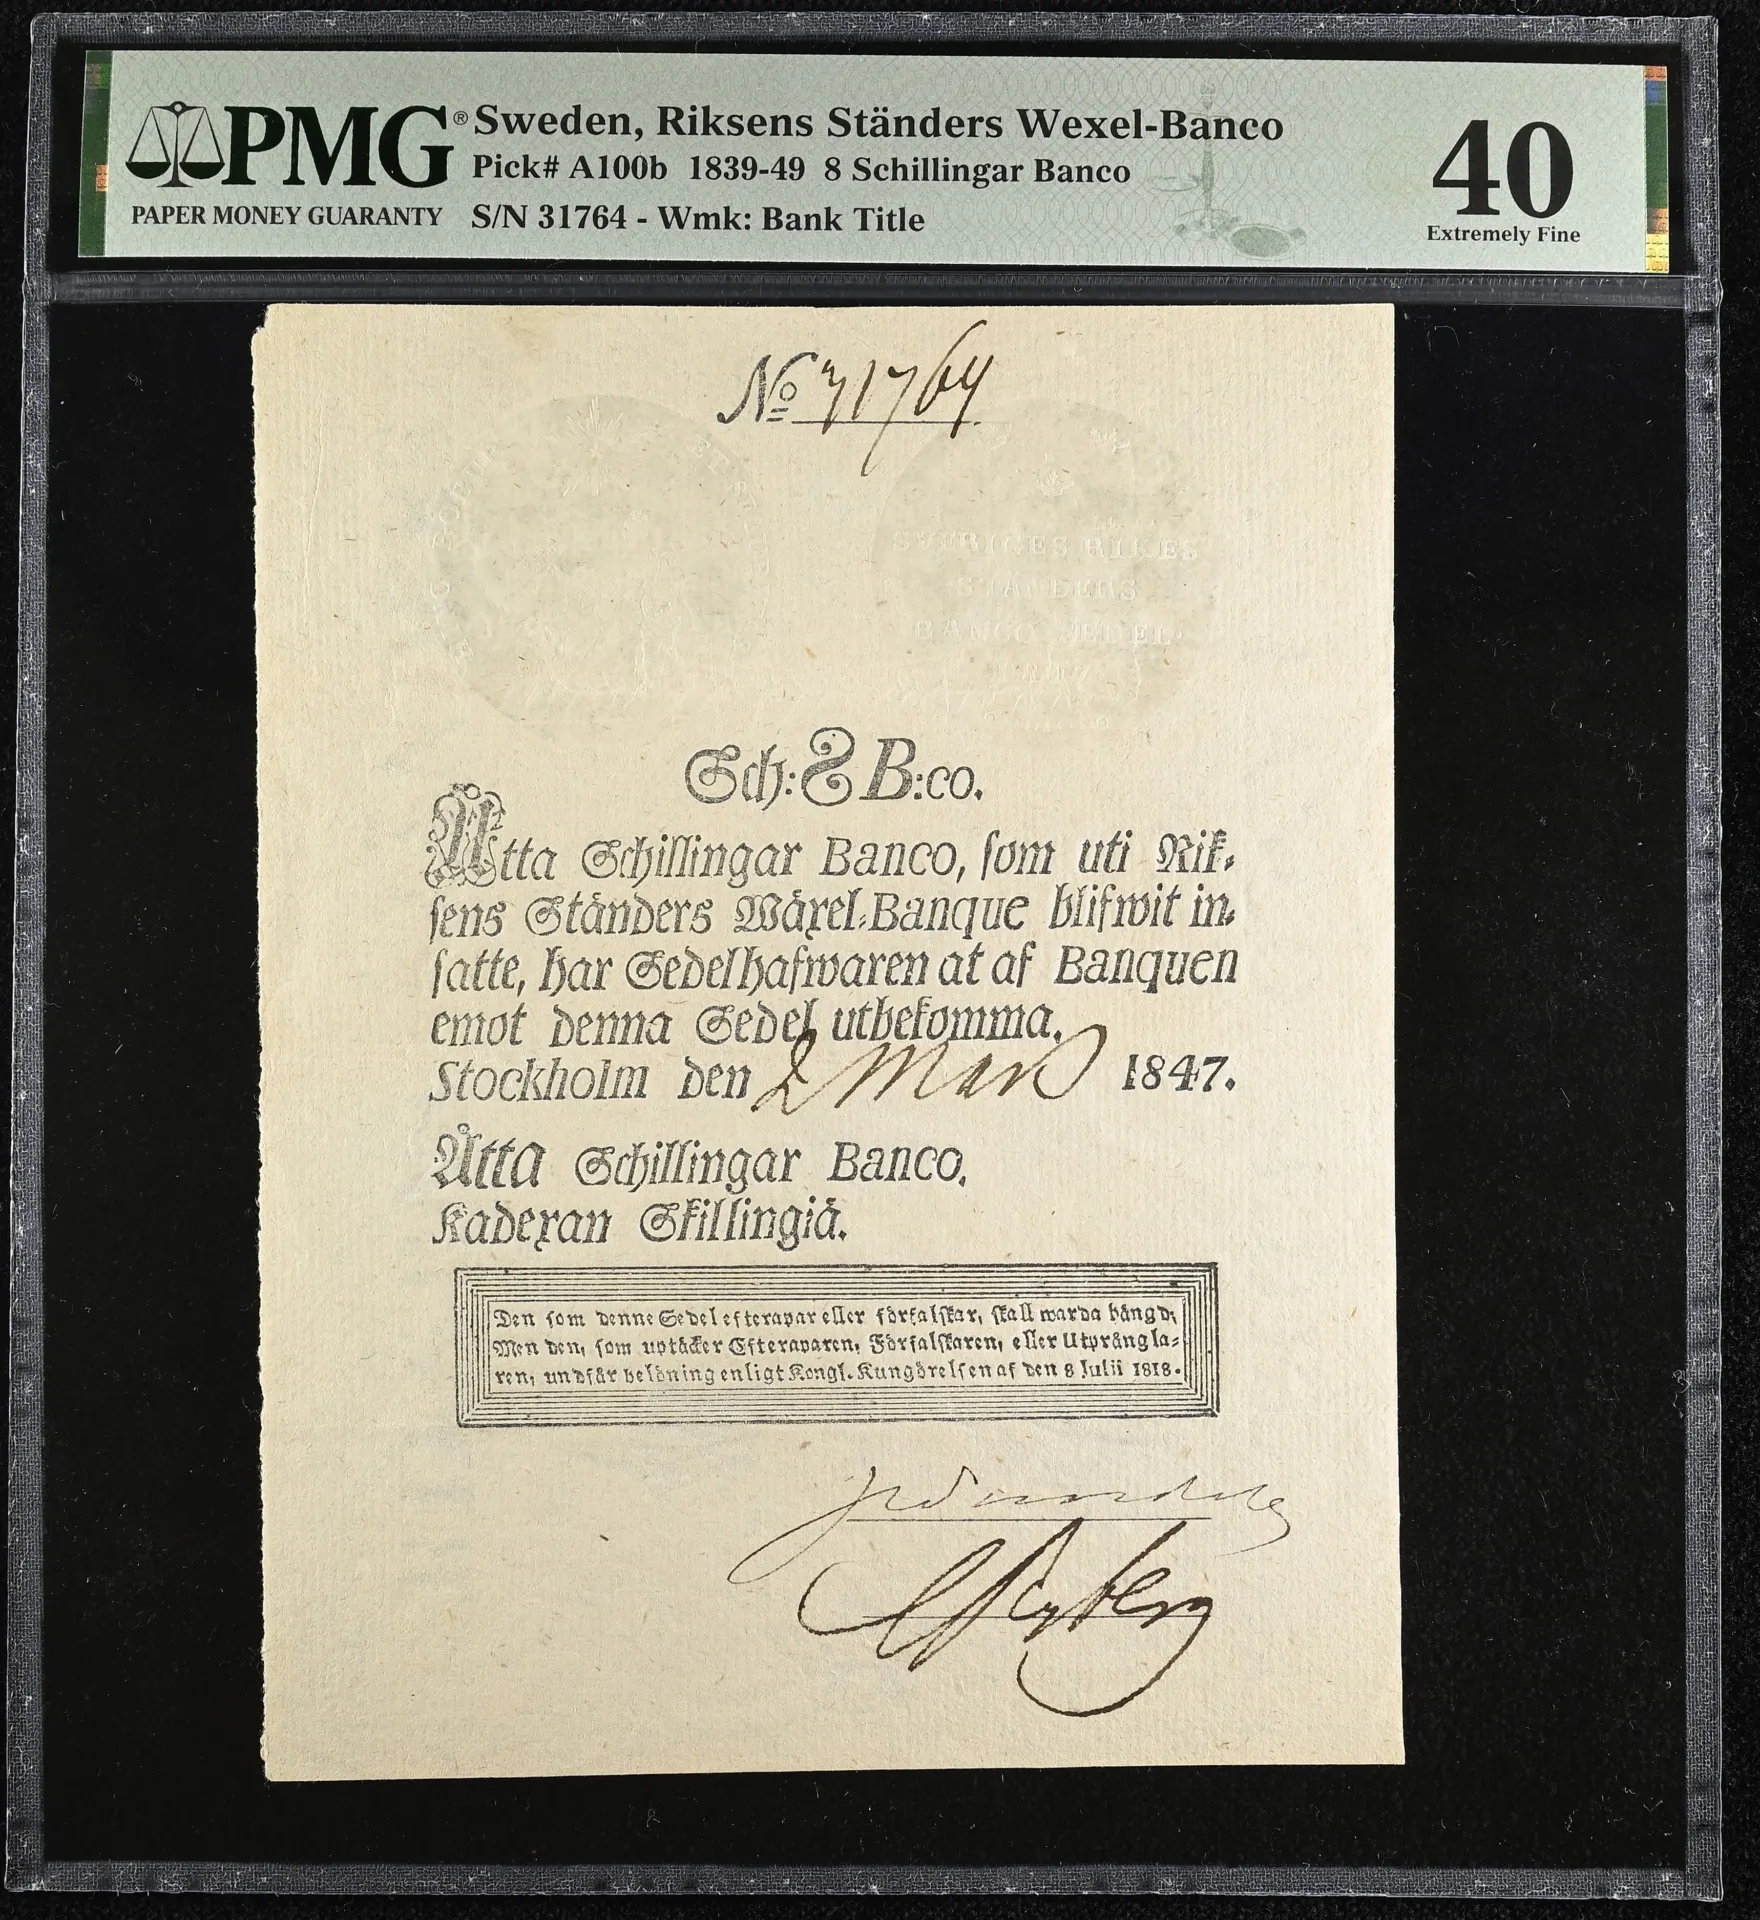 PMG®
PAPER MONEY GUARANTY
Sweden, Riksens Ständers Wexel-Banco
Pick# A100b 1839-49 8 Schillingar Banco
S/N 31764 - Wmk: Bank Title
40
Extremely Fine
No 31764
SVERIGES RIKES
STÄNDERS
BANCO SEDEL
1847
Sch: 8 B:co.
Åtta Schillingar Banco, som uti Rik-
sens Ständers Wäxel-Banque blifwit in-
satte, har Sedelhafwaren at af Banquen
emot denna Sedel utbekomma.
Stockholm den 2 Mars 1847.
Åtta Schillingar Banco.
Kadexan Skillingiä.
Den som denne Sedel efterapar eller förfalskar, skall warda hängd;
Men den, som uptäcker Efteraparen, Förfalskaren, eller Utprångla-
ren, undfår belöning enligt Kongl. Kungörelsen af den 8 Julii 1818.
Ryberg